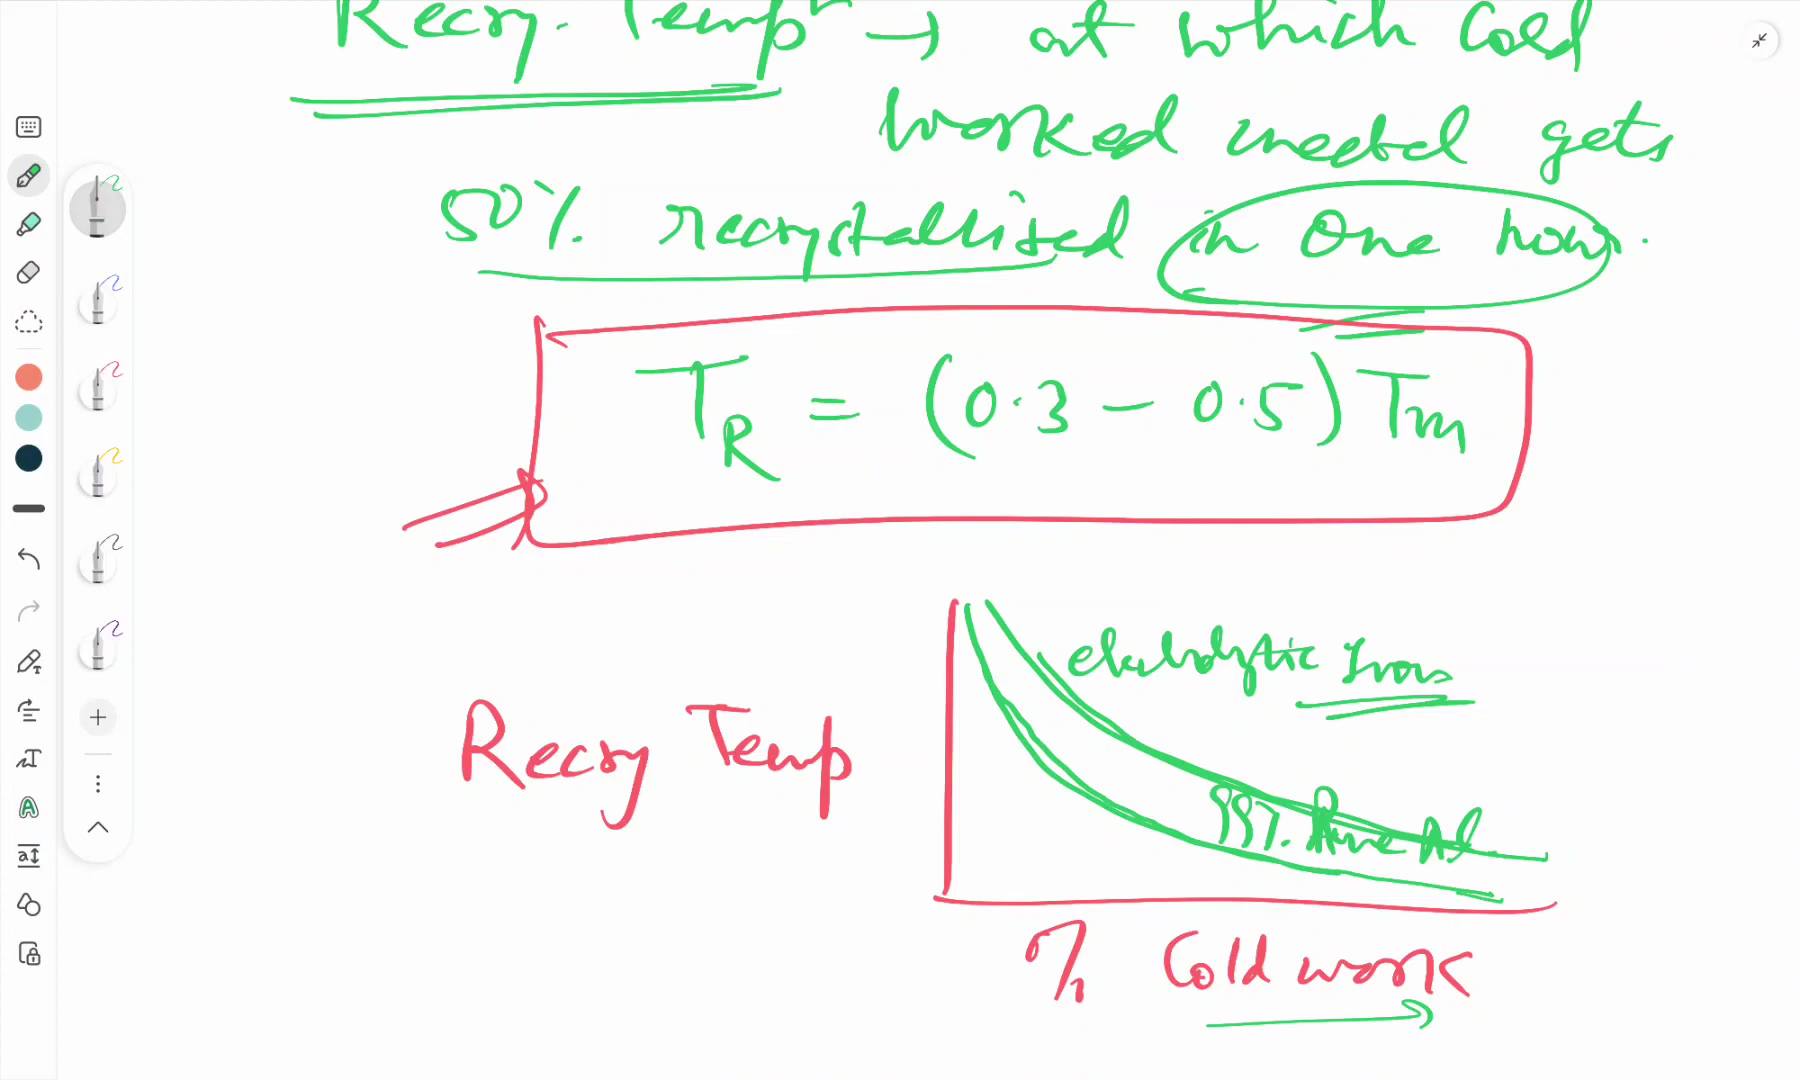 Recry. Tempr → at which Cold
worked metal gets
50% recrystallised in One hour.
TR = (0.3 - 0.5) Tm
electrolytic Iron
Recry Temp
99%. Pure Al
% Cold work